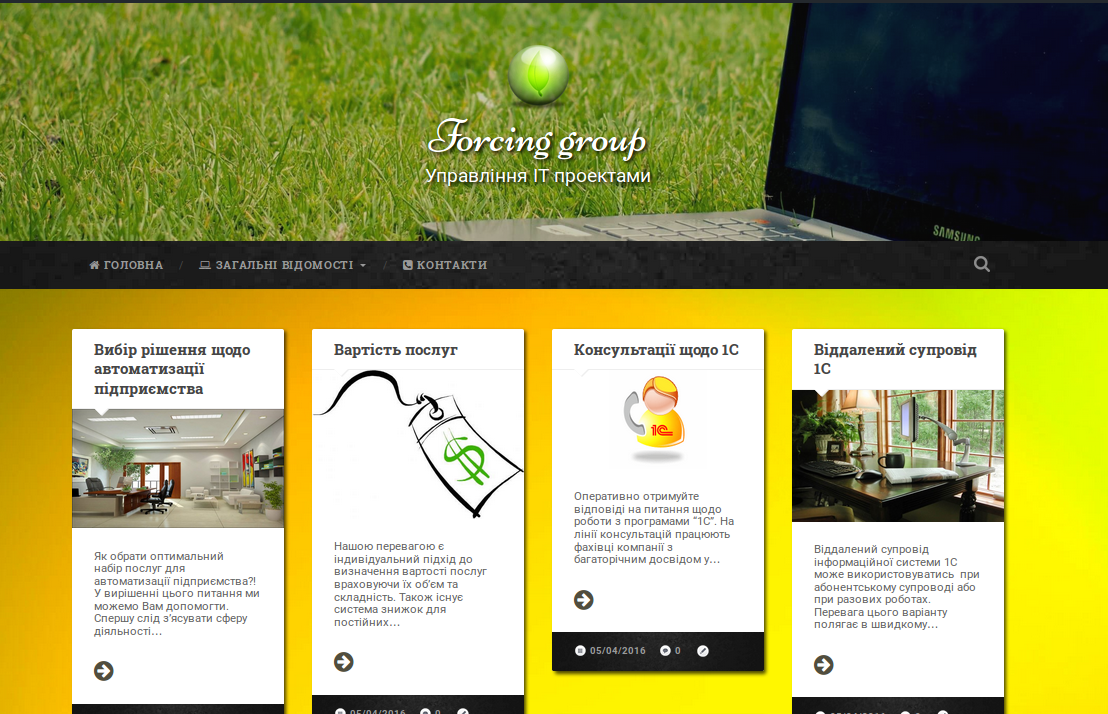 Forcing group
Управління ІТ проектами
SAMSUNG
ГОЛОВНА / ЗАГАЛЬНІ ВІДОМОСТІ / КОНТАКТИ
Вибір рішення щодо
автоматизації
підприємства
Як обрати оптимальний
набір послуг для
автоматизації підприємства?!
У вирішенні цього питання ми
можемо Вам допомогти.
Спершу слід з’ясувати сферу
діяльності…
Вартість послуг
$
Нашою перевагою є
індивідуальний підхід до
визначення вартості послуг
враховуючи їх об'єм та
складність. Також існує
система знижок для
постійних…
05/04/2016 0
Консультації щодо 1С
1С
Оперативно отримуйте
відповіді на питання щодо
роботи з програмами “1С”. На
лінії консультацій працюють
фахівці компанії з
багаторічним досвідом у…
05/04/2016 0
Віддалений супровід
1С
Віддалений супровід
інформаційної системи 1С
може використовуватись при
абонентському супроводі або
при разових роботах.
Перевага цього варіанту
полягає в швидкому…